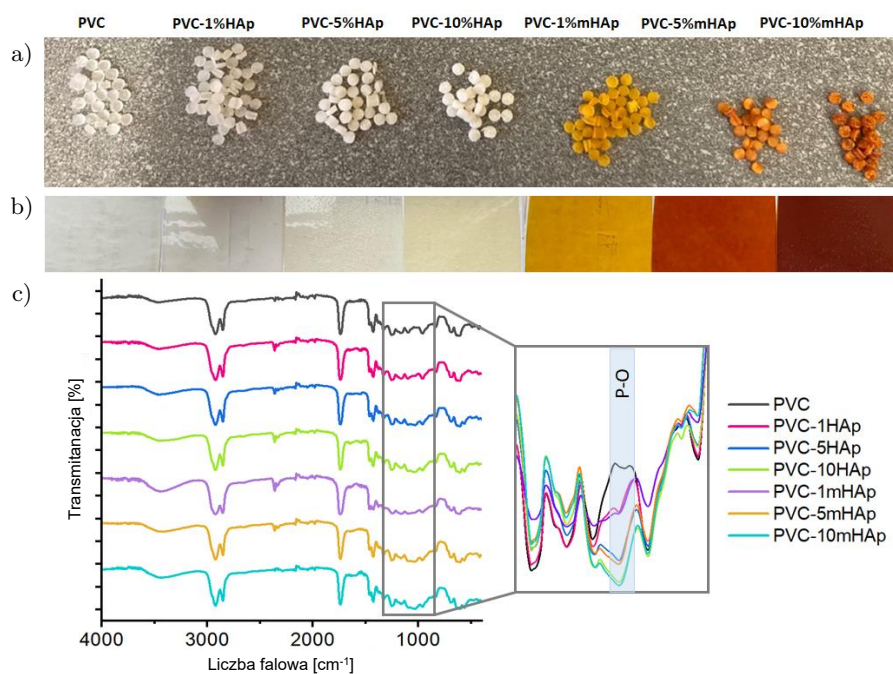 PVC PVC-1%HAp PVC-5%HAp PVC-10%HAp PVC-1%mHAp PVC-5%mHAp PVC-10%mHAp
a)
b)
c)
Transmitanacja [%]
4000 3000 2000 1000
Liczba falowa [cm⁻¹]
P-O
PVC
PVC-1HAp
PVC-5HAp
PVC-10HAp
PVC-1mHAp
PVC-5mHAp
PVC-10mHAp